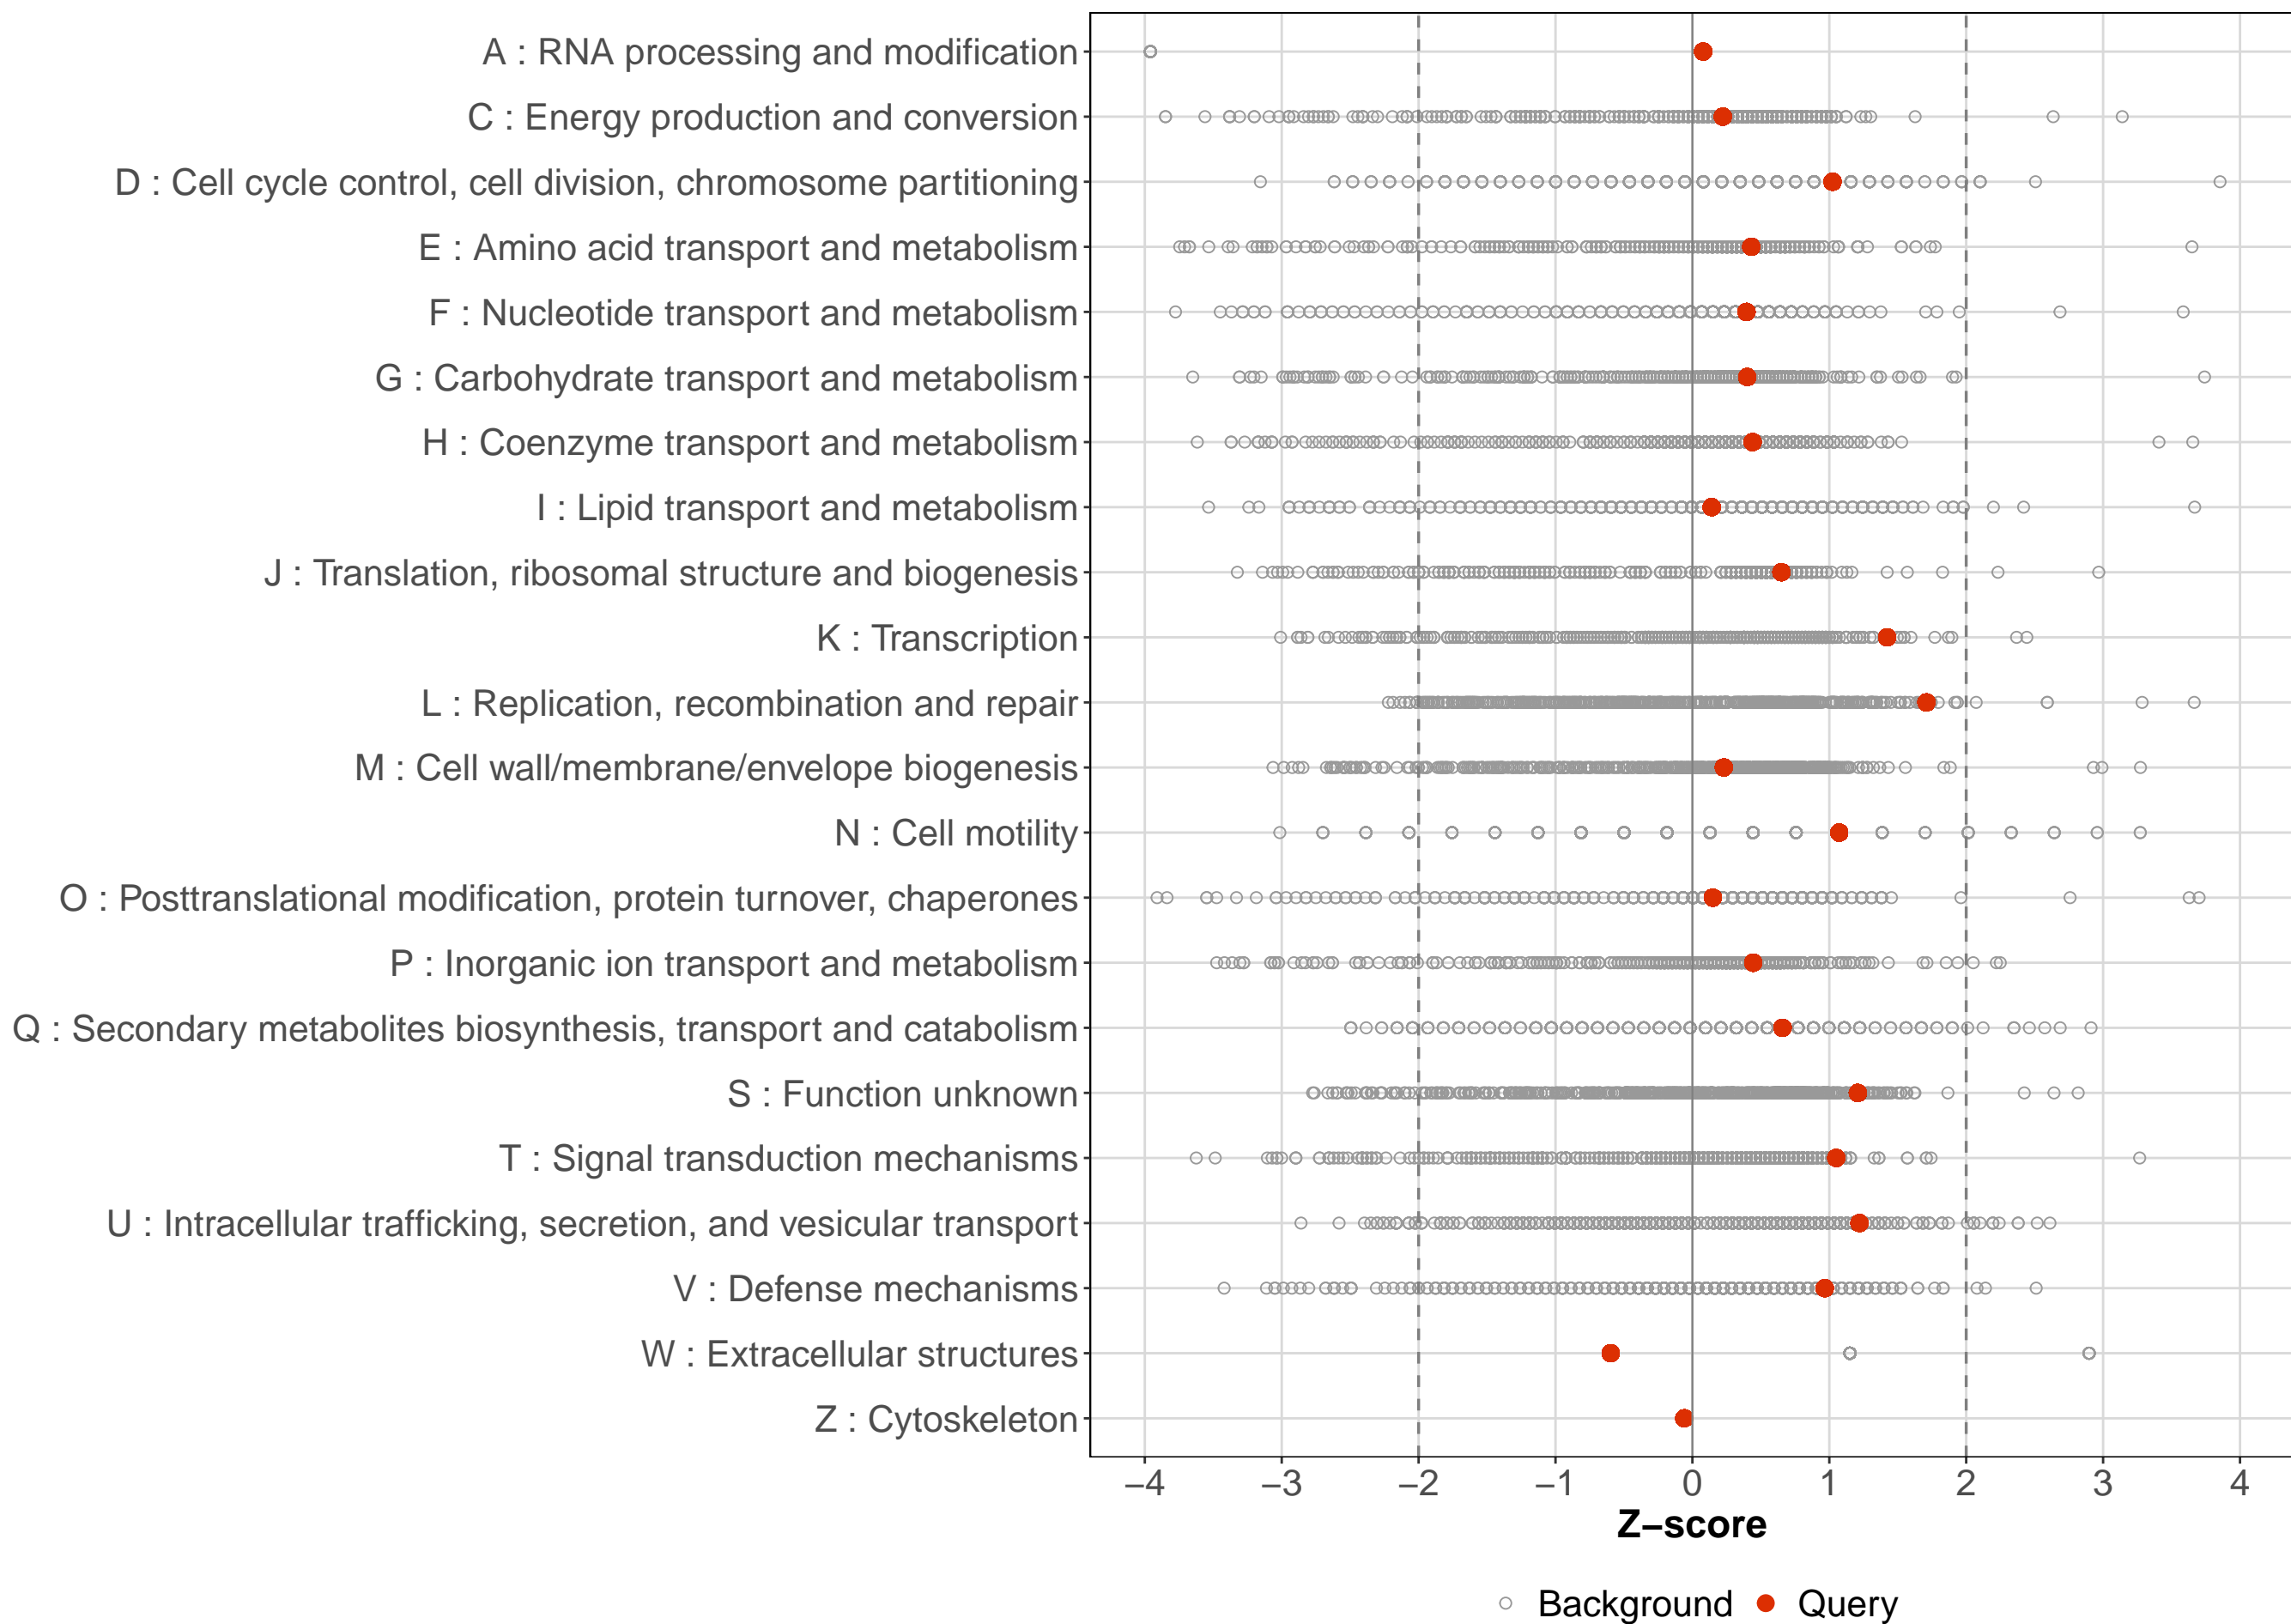 A : RNA processing and modification
C : Energy production and conversion
D : Cell cycle control, cell division, chromosome partitioning
E : Amino acid transport and metabolism
F : Nucleotide transport and metabolism
G : Carbohydrate transport and metabolism
H : Coenzyme transport and metabolism
I : Lipid transport and metabolism
J : Translation, ribosomal structure and biogenesis
K : Transcription
L : Replication, recombination and repair
M : Cell wall/membrane/envelope biogenesis
N : Cell motility
O : Posttranslational modification, protein turnover, chaperones
P : Inorganic ion transport and metabolism
Q : Secondary metabolites biosynthesis, transport and catabolism
S : Function unknown
T : Signal transduction mechanisms
U : Intracellular trafficking, secretion, and vesicular transport
V : Defense mechanisms
W : Extracellular structures
Z : Cytoskeleton
−4 −3 −2 −1 0 1 2 3 4
Z−score
Background Query